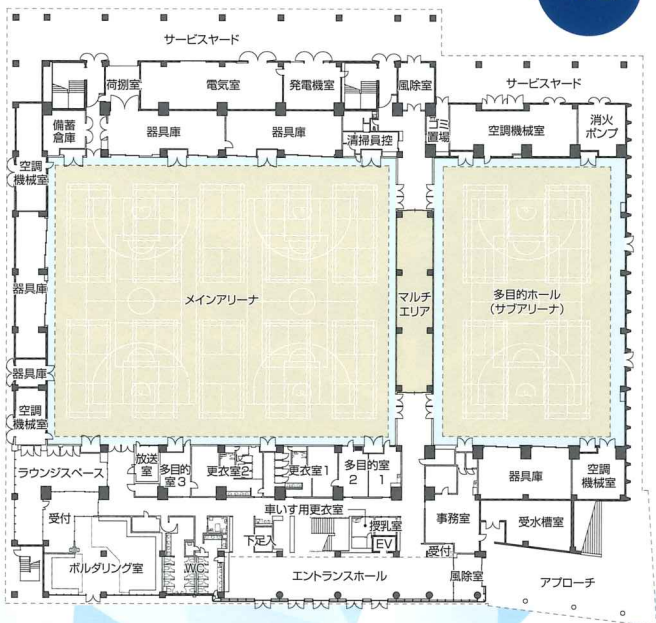 サービスヤード
荷捌室
電気室
発電機室
風除室
サービスヤード
備蓄
倉庫
器具庫
器具庫
清掃員控
ゴミ
置場
空調機械室
消火
ポンプ
空調
機械室
器具庫
メインアリーナ
マルチ
エリア
多目的ホール
(サブアリーナ)
器具庫
空調
機械室
ラウンジスペース
放送
室
多目的
室3
更衣室2
更衣室1
多目的
室
2
1
器具庫
空調
機械室
車いす用更衣室
受付
下足入
授乳室
EV
事務室
受水槽室
ボルダリング室
WC
エントランスホール
受付
風除室
アプローチ